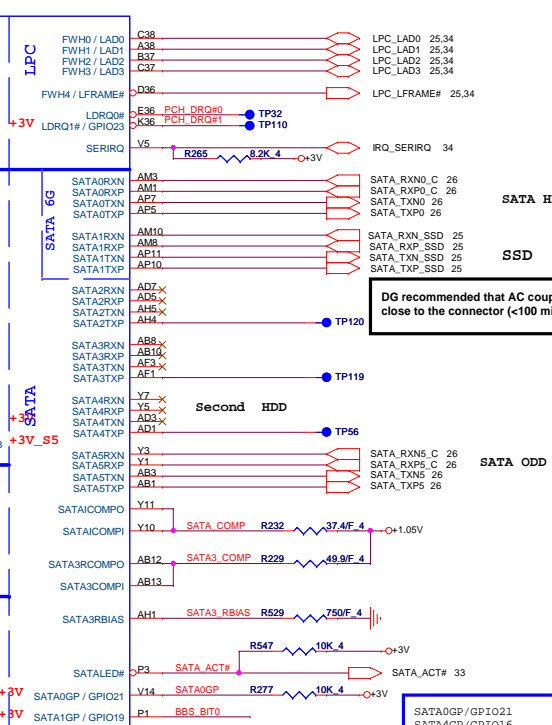 LPC
FWH0 / LAD0 C38 LPC_LAD0 25,34
FWH1 / LAD1 A38 LPC_LAD1 25,34
FWH2 / LAD2 B37 LPC_LAD2 25,34
FWH3 / LAD3 C37 LPC_LAD3 25,34
FWH4 / LFRAME# D36 LPC_LFRAME# 25,34
LDRQ0# E36 PCH_DRQ#0 TP32
+3V LDRQ1# / GPIO23 K36 PCH_DRQ#1 TP110
SERIRQ V5 IRQ_SERIRQ 34
R265 8.2K_4 +3V
SATA 6G
SATA0RXN AM3 SATA_RXN0_C 26
SATA0RXP AM1 SATA_RXP0_C 26
SATA0TXN AP7 SATA_TXN0 26
SATA0TXP AP5 SATA_TXP0 26
SATA H
SATA1RXN AM10 SATA_RXN_SSD 25
SATA1RXP AM8 SATA_RXP_SSD 25
SATA1TXN AP11 SATA_TXN_SSD 25
SATA1TXP AP10 SATA_TXP_SSD 25
SSD
SATA2RXN AD7
SATA2RXP AD5
SATA2TXN AH5
SATA2TXP AH4 TP120
DG recommended that AC coup
close to the connector (<100 mi
SATA3RXN AB8
SATA3RXP AB10
SATA3TXN AF3
SATA3TXP AF1 TP119
SATA
+3V
+3V_S5
SATA4RXN Y7
SATA4RXP Y5
SATA4TXN AD3
SATA4TXP AD1 TP56
Second HDD
SATA5RXN Y3 SATA_RXN5_C 26
SATA5RXP Y1 SATA_RXP5_C 26
SATA5TXN AB3 SATA_TXN5 26
SATA5TXP AB1 SATA_TXP5 26
SATA ODD
SATAICOMPO Y11
SATAICOMPI Y10 SATA_COMP R232 37.4/F_4 +1.05V
SATA3RCOMPO AB12 SATA3_COMP R229 49.9/F_4
SATA3COMPI AB13
SATA3RBIAS AH1 SATA3_RBIAS R529 750/F_4
R547 10K_4 +3V
SATALED# P3 SATA_ACT# SATA_ACT# 33
+3V SATA0GP / GPIO21 V14 SATA0GP R277 10K_4 +3V
+3V SATA1GP / GPIO19 P1 BBS_BIT0
SATA0GP/GPIO21
SATA4GP/GPIO16